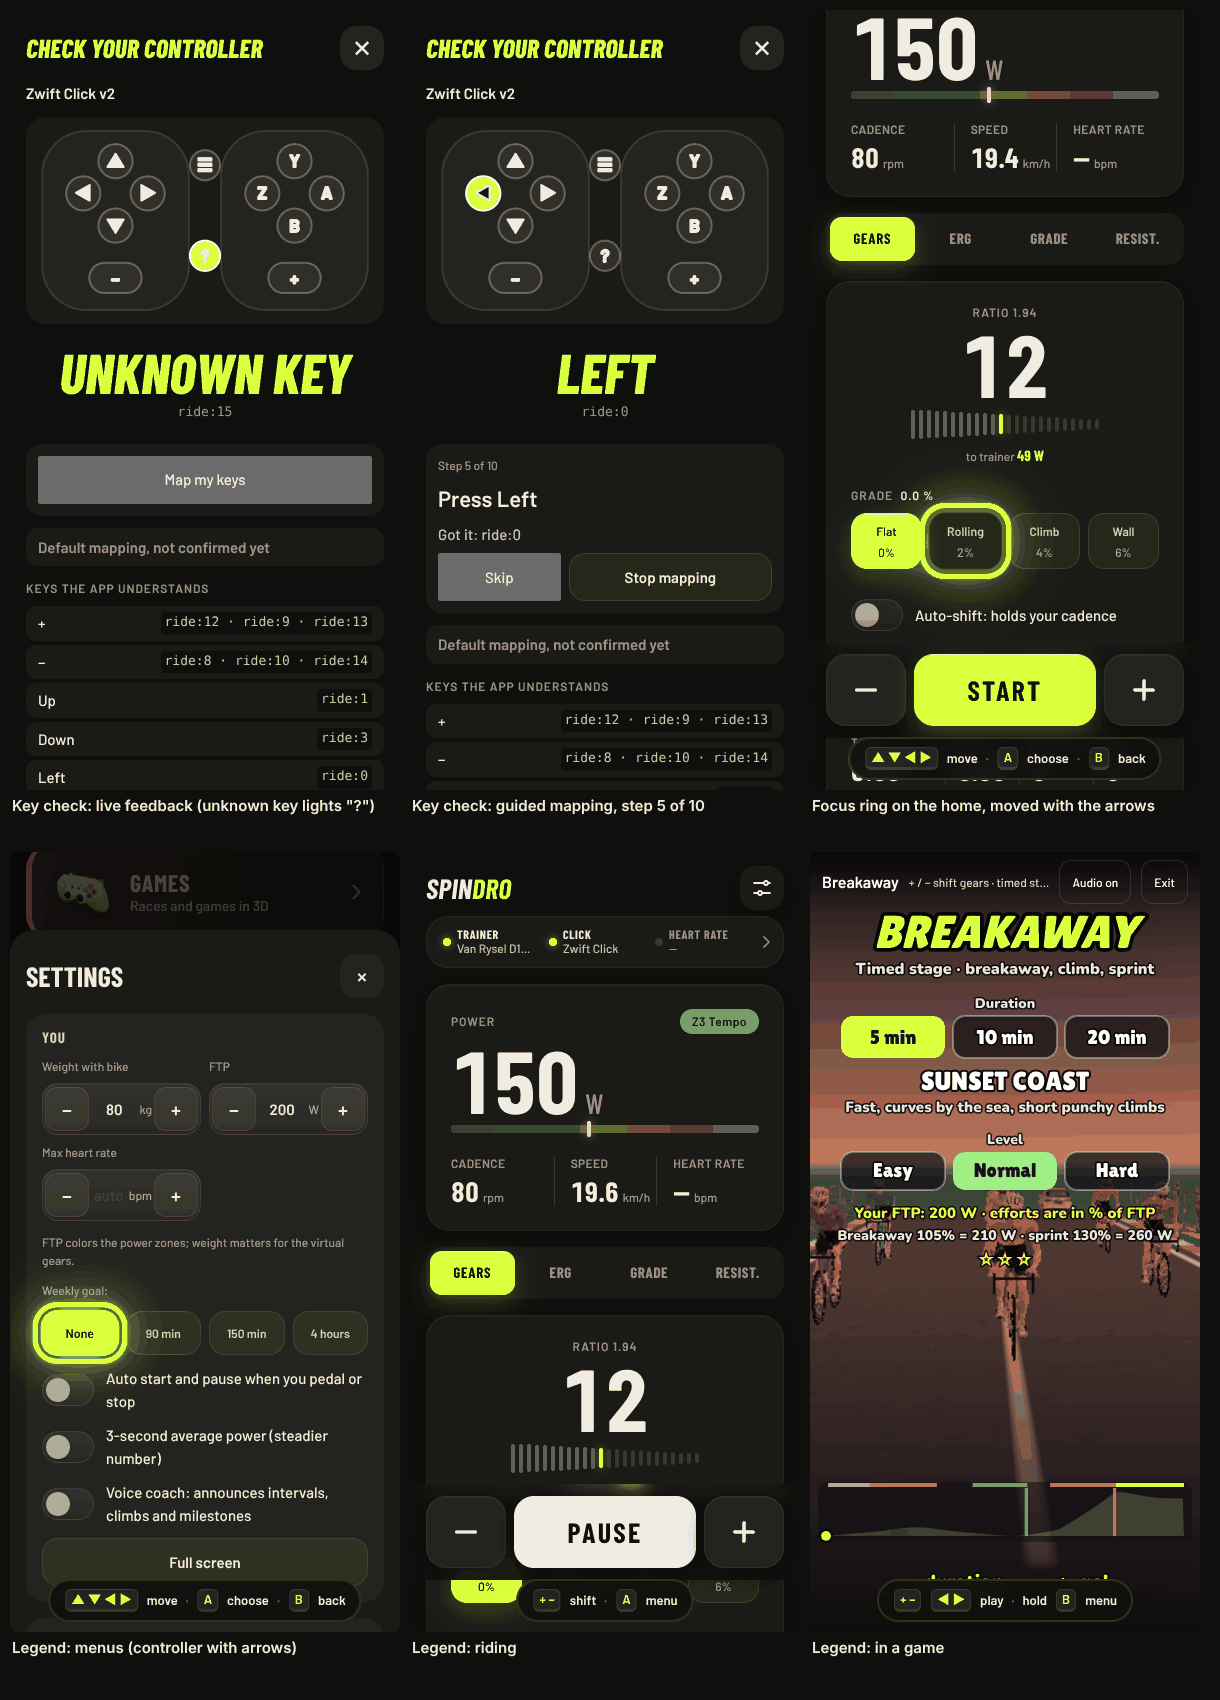 CHECK YOUR CONTROLLER
Zwift Click v2
Y
Z A
B
?
− +
UNKNOWN KEY
ride:15
Map my keys
Default mapping, not confirmed yet
KEYS THE APP UNDERSTANDS
+ ride:12 · ride:9 · ride:13
− ride:8 · ride:10 · ride:14
Up ride:1
Down ride:3
Left ride:0
Key check: live feedback (unknown key lights "?")
CHECK YOUR CONTROLLER
Zwift Click v2
Y
Z A
B
?
− +
LEFT
ride:0
Step 5 of 10
Press Left
Got it: ride:0
Skip Stop mapping
Default mapping, not confirmed yet
KEYS THE APP UNDERSTANDS
+ ride:12 · ride:9 · ride:13
− ride:8 · ride:10 · ride:14
Key check: guided mapping, step 5 of 10
150 W
CADENCE SPEED HEART RATE
80 rpm 19.4 km/h – bpm
GEARS ERG GRADE RESIST.
RATIO 1.94
12
to trainer 49 W
GRADE 0.0 %
Flat Rolling Climb Wall
0% 2% 4% 6%
Auto-shift: holds your cadence
− START +
▲▼◀▶ move · A choose · B back
Focus ring on the home, moved with the arrows
GAMES
Races and games in 3D
SETTINGS ×
YOU
Weight with bike FTP
− 80 kg + − 200 W +
Max heart rate
− auto bpm +
FTP colors the power zones; weight matters for the virtual
gears.
Weekly goal:
None 90 min 150 min 4 hours
Auto start and pause when you pedal or
stop
3-second average power (steadier
number)
Voice coach: announces intervals,
climbs and milestones
Full screen
▲▼◀▶ move · A choose · B back
Legend: menus (controller with arrows)
SPINDRO
TRAINER CLICK HEART RATE
Van Rysel D1... Zwift Click –
POWER Z3 Tempo
150 W
CADENCE SPEED HEART RATE
80 rpm 19.6 km/h – bpm
GEARS ERG GRADE RESIST.
RATIO 1.94
12
− PAUSE +
0% 6%
+ − shift · A menu
Legend: riding
Breakaway + / − shift gears · timed st... Audio on Exit
BREAKAWAY
Timed stage · breakaway, climb, sprint
Duration
5 min 10 min 20 min
SUNSET COAST
Fast, curves by the sea, short punchy climbs
Level
Easy Normal Hard
Your FTP: 200 W · efforts are in % of FTP
Breakaway 105% = 210 W · sprint 130% = 260 W
+ − ◀▶ play · hold B menu
Legend: in a game